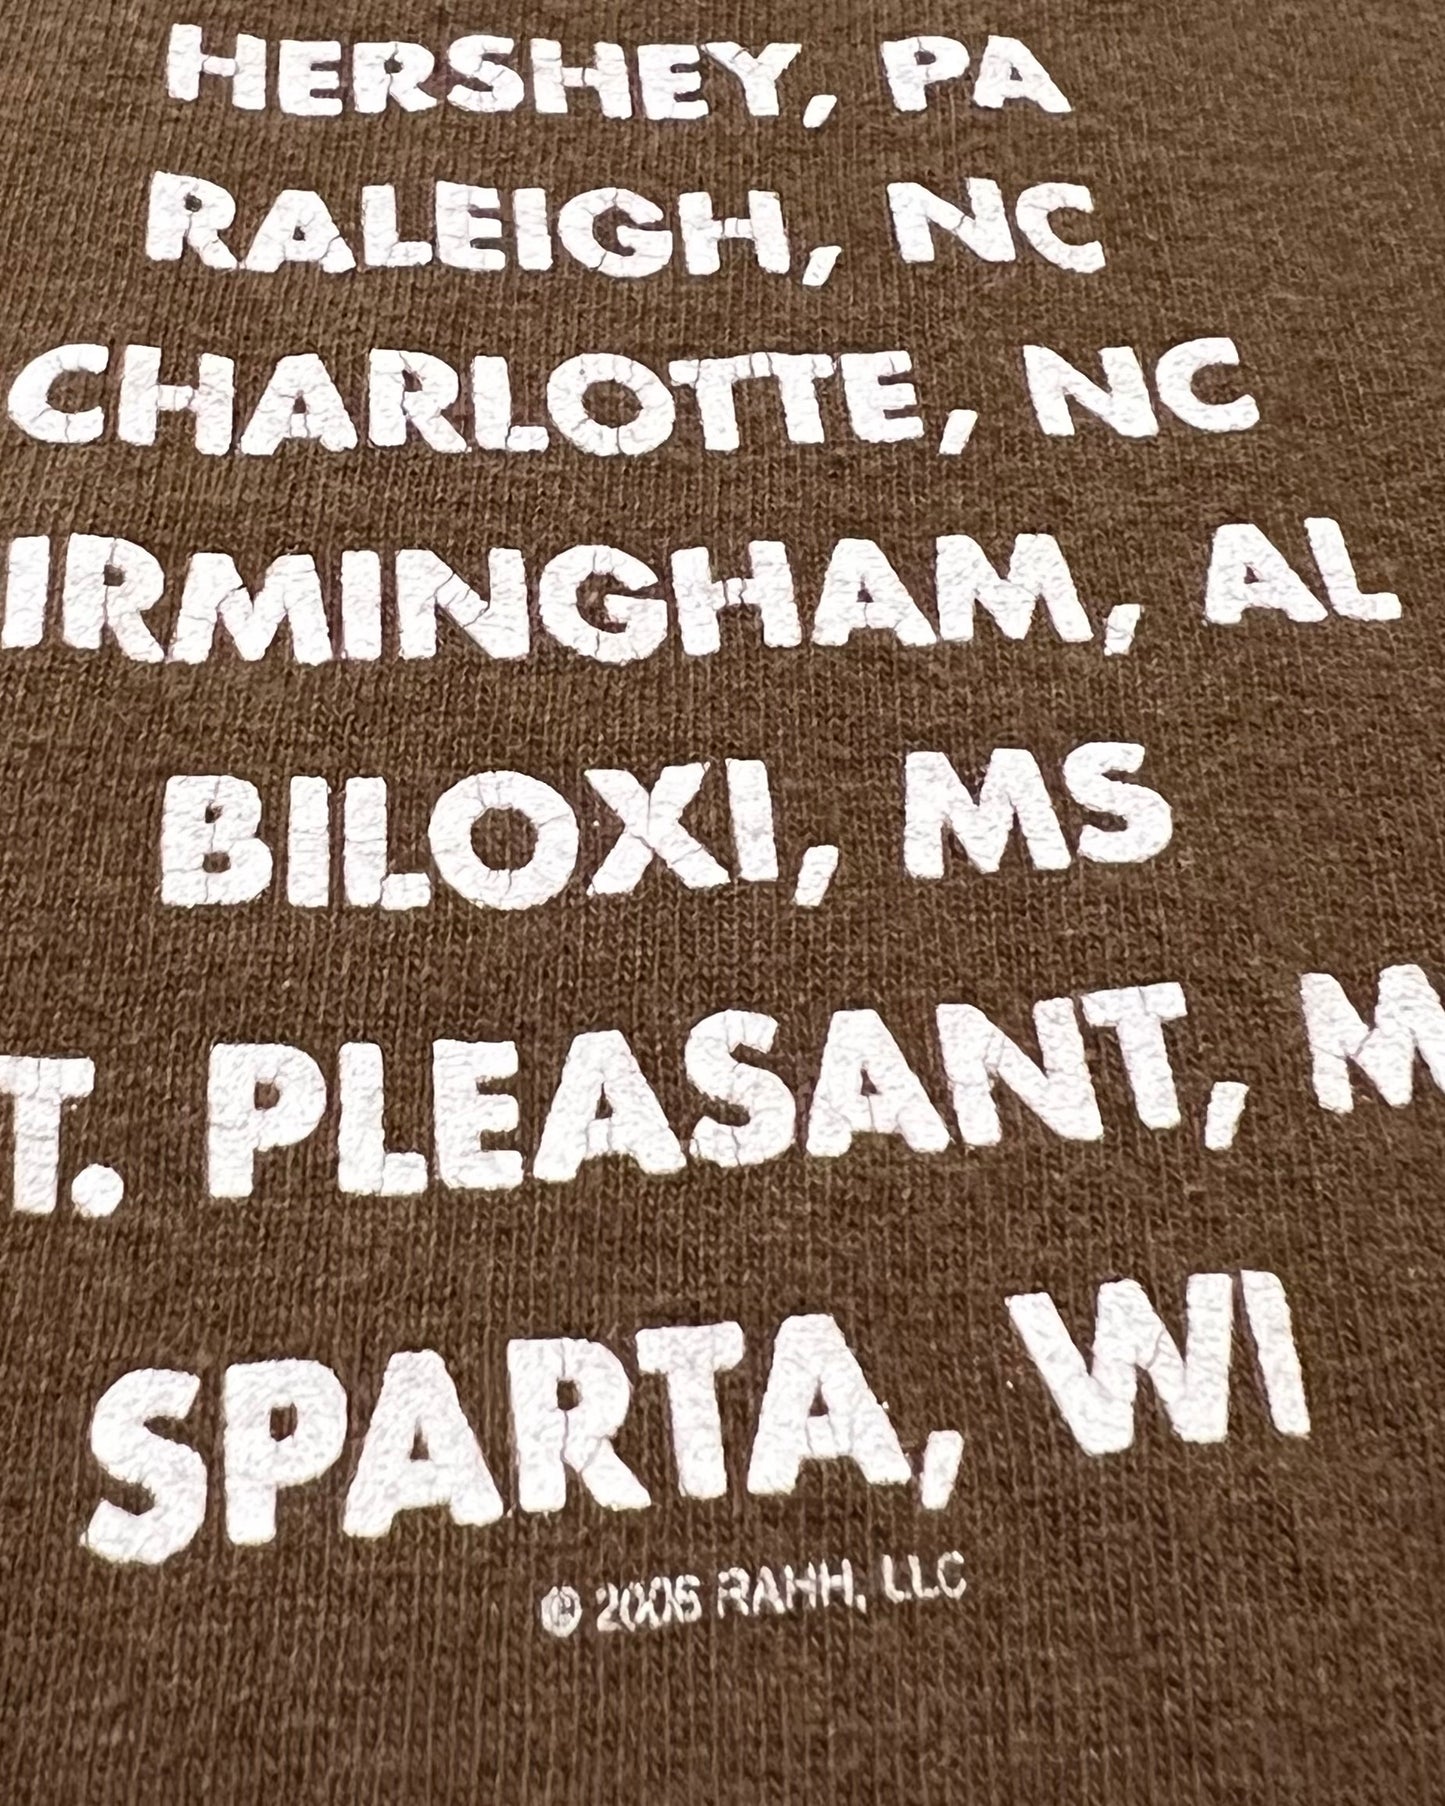 HERSHEY, PA
RALEIGH, NC
CHARLOTTE, NC
IRMINGHAM, AL
BILOXI, MS
T. PLEASANT, M
SPARTA, WI
© 2006 RAHH, LLC